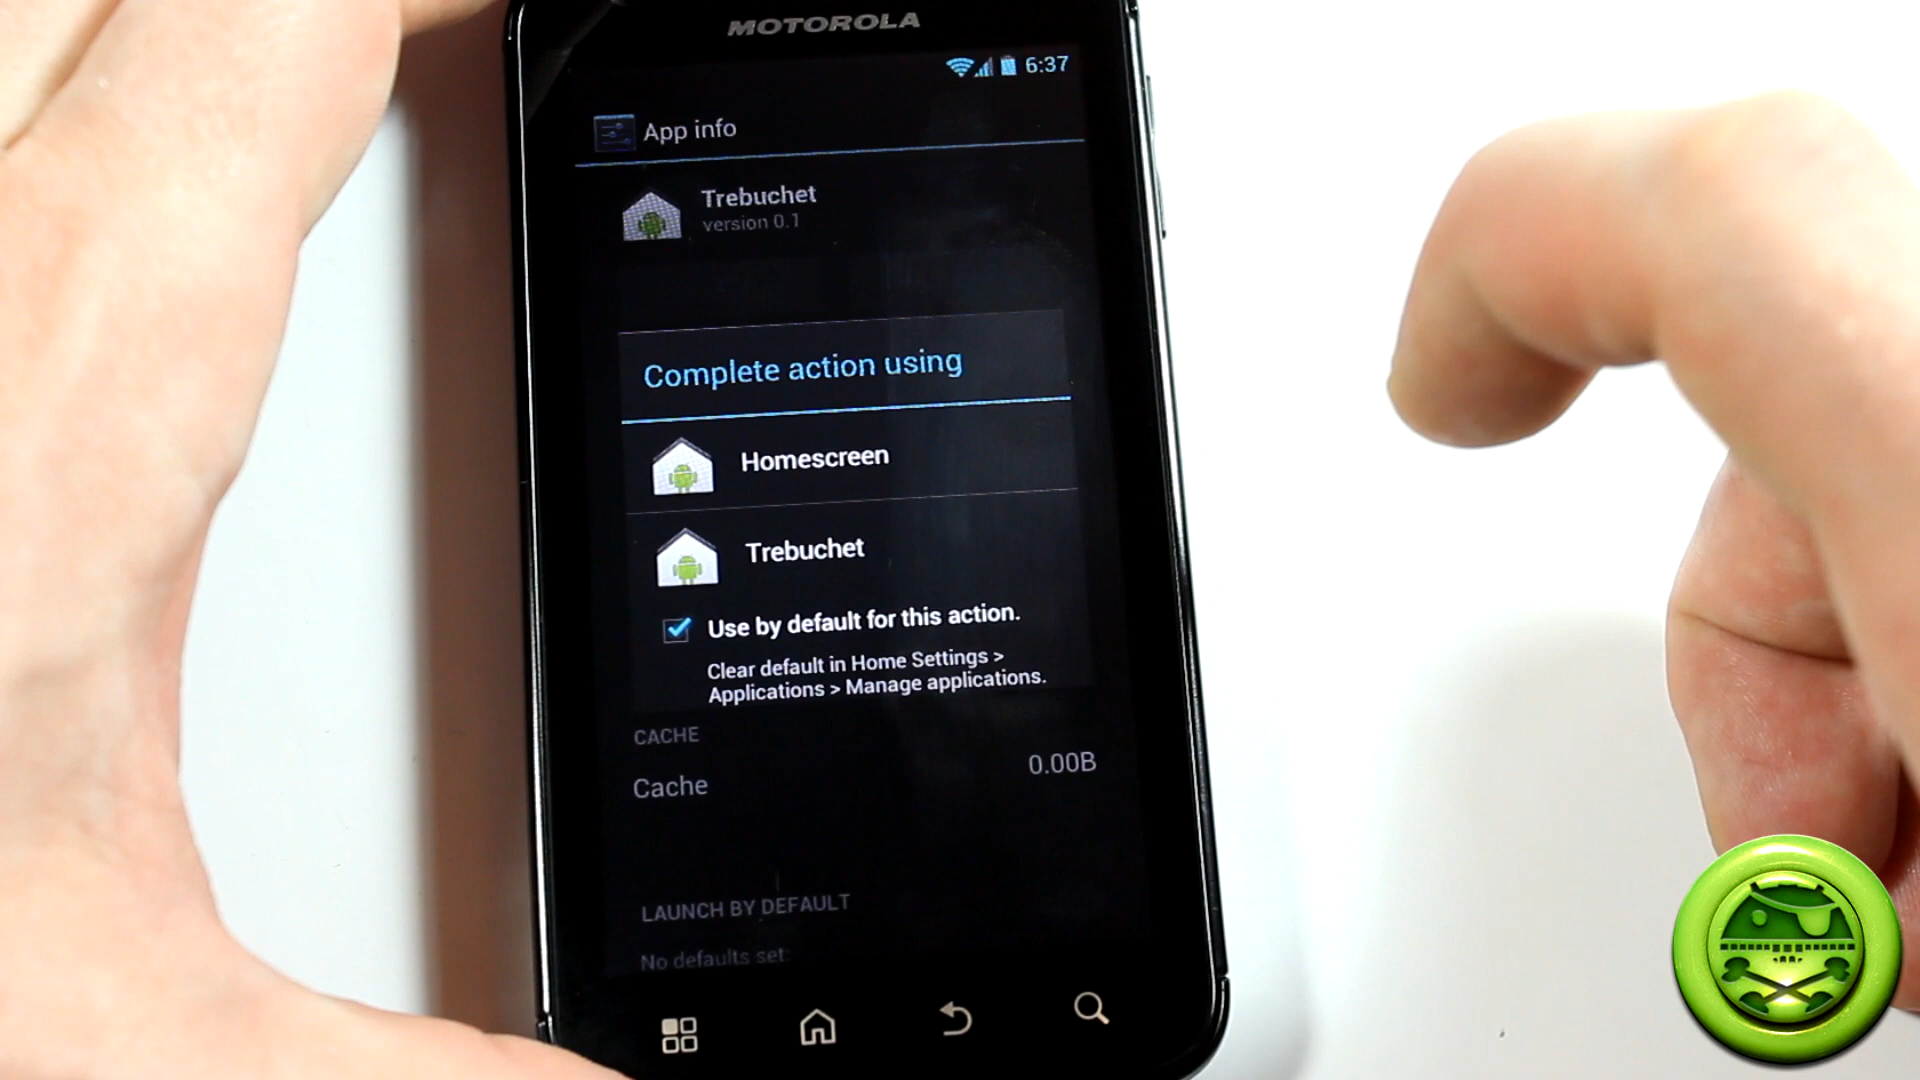 MOTOROLA
6:37
App info
Trebuchet
version 0.1
Complete action using
Homescreen
Trebuchet
Use by default for this action.
Clear default in Home Settings >
Applications > Manage applications.
CACHE
Cache
0.00B
LAUNCH BY DEFAULT
No defaults set.